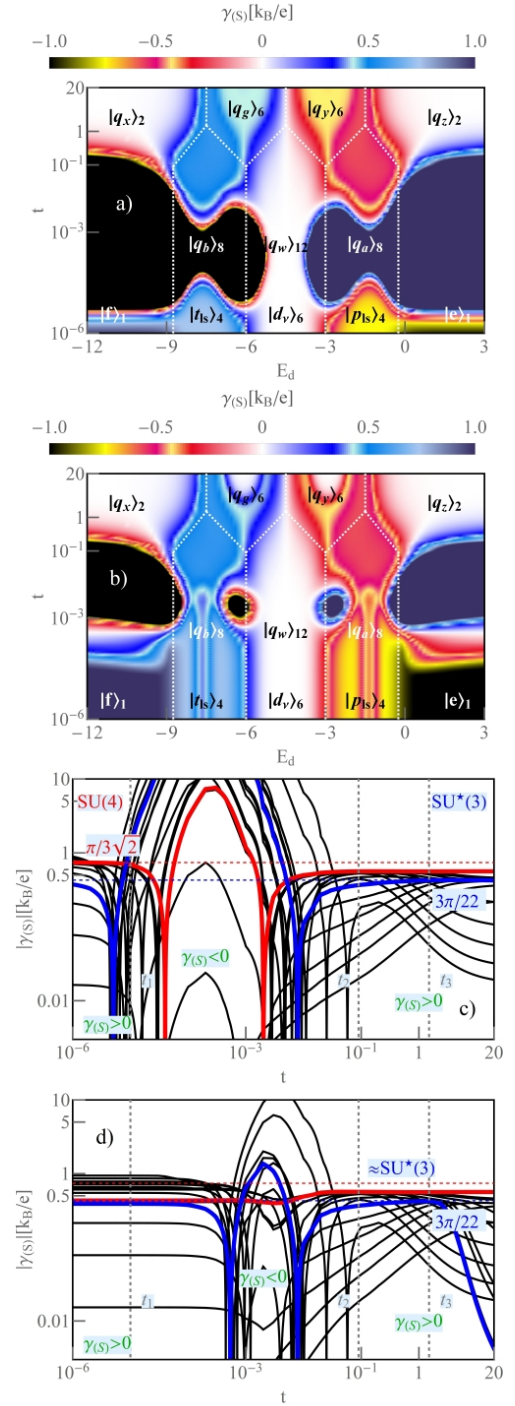 γ(S)[kB/e]
−1.0 −0.5 0 0.5 1.0
20
1
10⁻¹
10⁻³
10⁻⁶
t
|qx⟩2 |qg⟩6 |qy⟩6 |qz⟩2
a)
|qb⟩8 |qw⟩12 |qa⟩8
|f⟩1 |tls⟩4 |dν⟩6 |pls⟩4 |e⟩1
−12 −9 −6 −3 0 3
Ed
γ(S)[kB/e]
−1.0 −0.5 0 0.5 1.0
20
1
10⁻¹
10⁻³
10⁻⁶
t
|qx⟩2 |qg⟩6 |qy⟩6 |qz⟩2
b)
|qb⟩8 |qw⟩12 |qa⟩8
|f⟩1 |tls⟩4 |dν⟩6 |pls⟩4 |e⟩1
−12 −9 −6 −3 0 3
Ed
10
5
1
0.5
0.01
|γ(S)|[kB/e]
SU(4) SU*(3)
π/3√2
3π/22
γ(S)<0
t1 t2 t3
γ(S)>0 γ(S)>0
c)
10⁻⁶ 10⁻³ 10⁻¹ 1 20
t
10
5
1
0.5
0.01
|γ(S)|[kB/e]
d)
≈SU*(3)
3π/22
γ(S)<0
t1 t2 t3
γ(S)>0 γ(S)>0
10⁻⁶ 10⁻³ 10⁻¹ 1 20
t